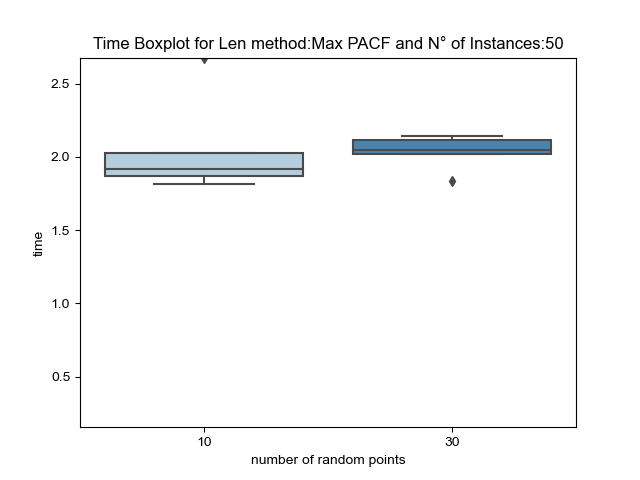 Time Boxplot for Len method:Max PACF and N° of Instances:50
2.5
2.0
1.5
1.0
0.5
time
10
30
number of random points